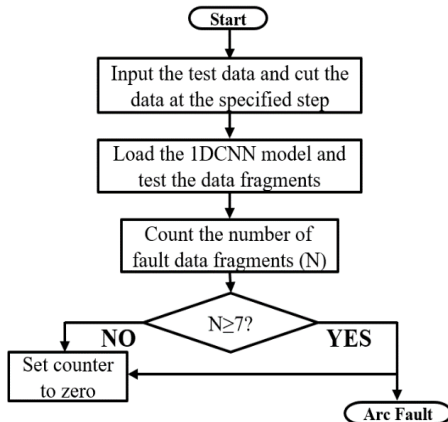 Start
Input the test data and cut the
data at the specified step
Load the 1DCNN model and
test the data fragments
Count the number of
fault data fragments (N)
N≥7?
NO
YES
Set counter
to zero
Arc Fault